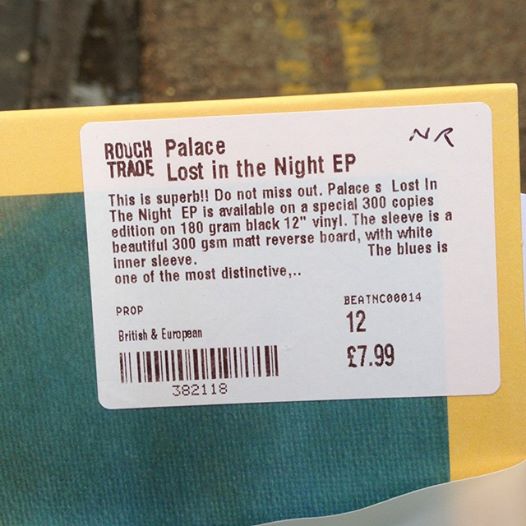 ROUGH TRADE Palace
Lost in the Night EP
NR
This is superb!! Do not miss out. Palace s Lost In
The Night EP is available on a special 300 copies
edition on 180 gram black 12" vinyl. The sleeve is a
beautiful 300 gsm matt reverse board, with white
inner sleeve. The blues is
one of the most distinctive,..
PROP
BEATNC00014
British & European
12
£7.99
382118